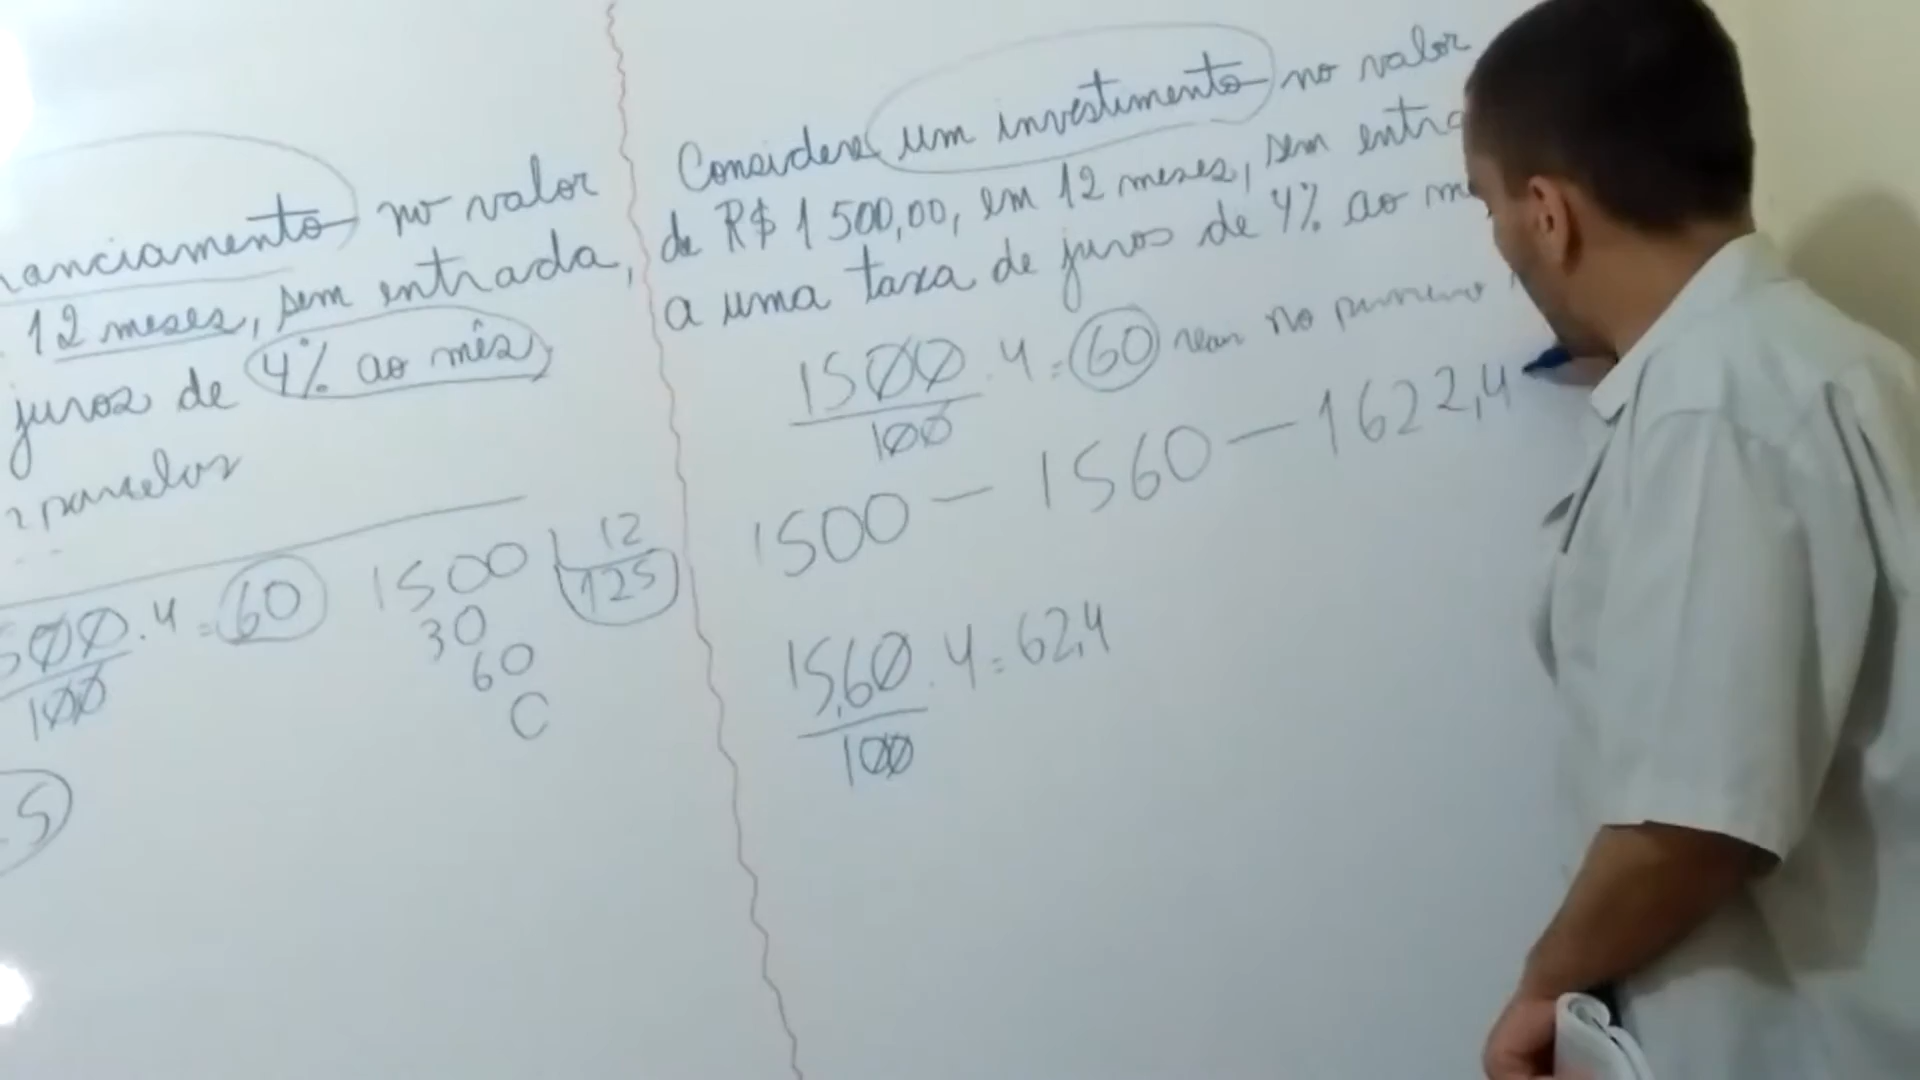 nanciamento no valor
12 meses, sem entrada,
juros de 4% ao mês
parcelas
500 . 4 = 60
100
1500 12
30 125
60
0
5
Considere um investimento no valor
de R$ 1 500,00, em 12 meses, sem entra
a uma taxa de juros de 4% ao m
1500 . 4 = 60 reais no primeiro
100
1500 — 1560 — 1622,4
1560 . 4 = 62,4
100